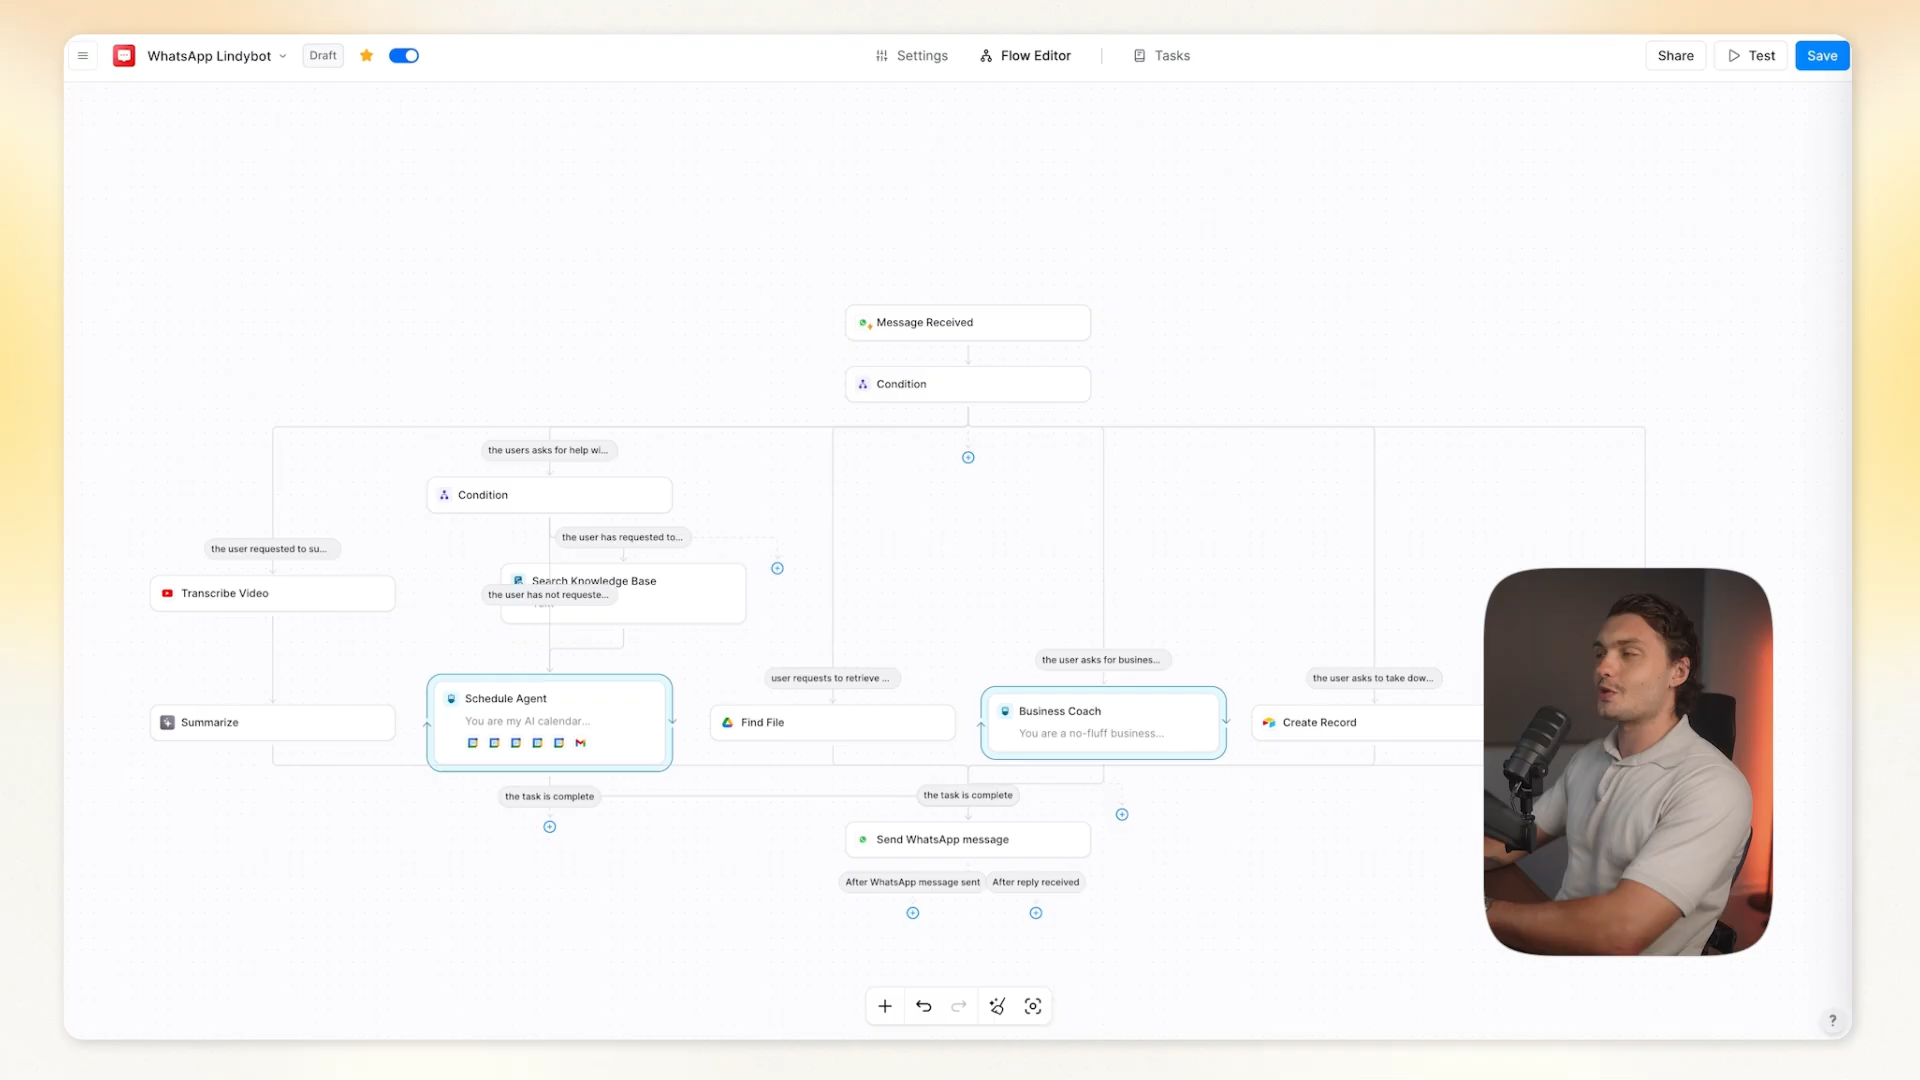 WhatsApp Lindybot
Draft
Settings
Flow Editor
Tasks
Share
Test
Save
Message Received
Condition
the users asks for help wi...
Condition
the user has requested to...
the user requested to su...
Search Knowledge Base
the user has not requeste...
Transcribe Video
the user asks for busines...
user requests to retrieve ...
the user asks to take dow...
Schedule Agent
You are my AI calendar...
Business Coach
You are a no-fluff business...
Summarize
Find File
Create Record
the task is complete
the task is complete
Send WhatsApp message
After WhatsApp message sent
After reply received
?